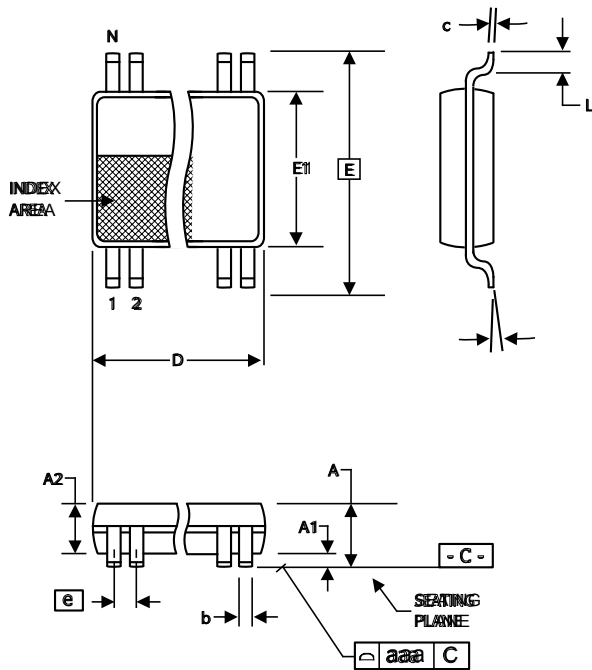 N
c
L
E1
E
INDEX
AREA
1 2
D
A2
A
A1
- C -
e
b
SEATING
PLANE
⌓ aaa C